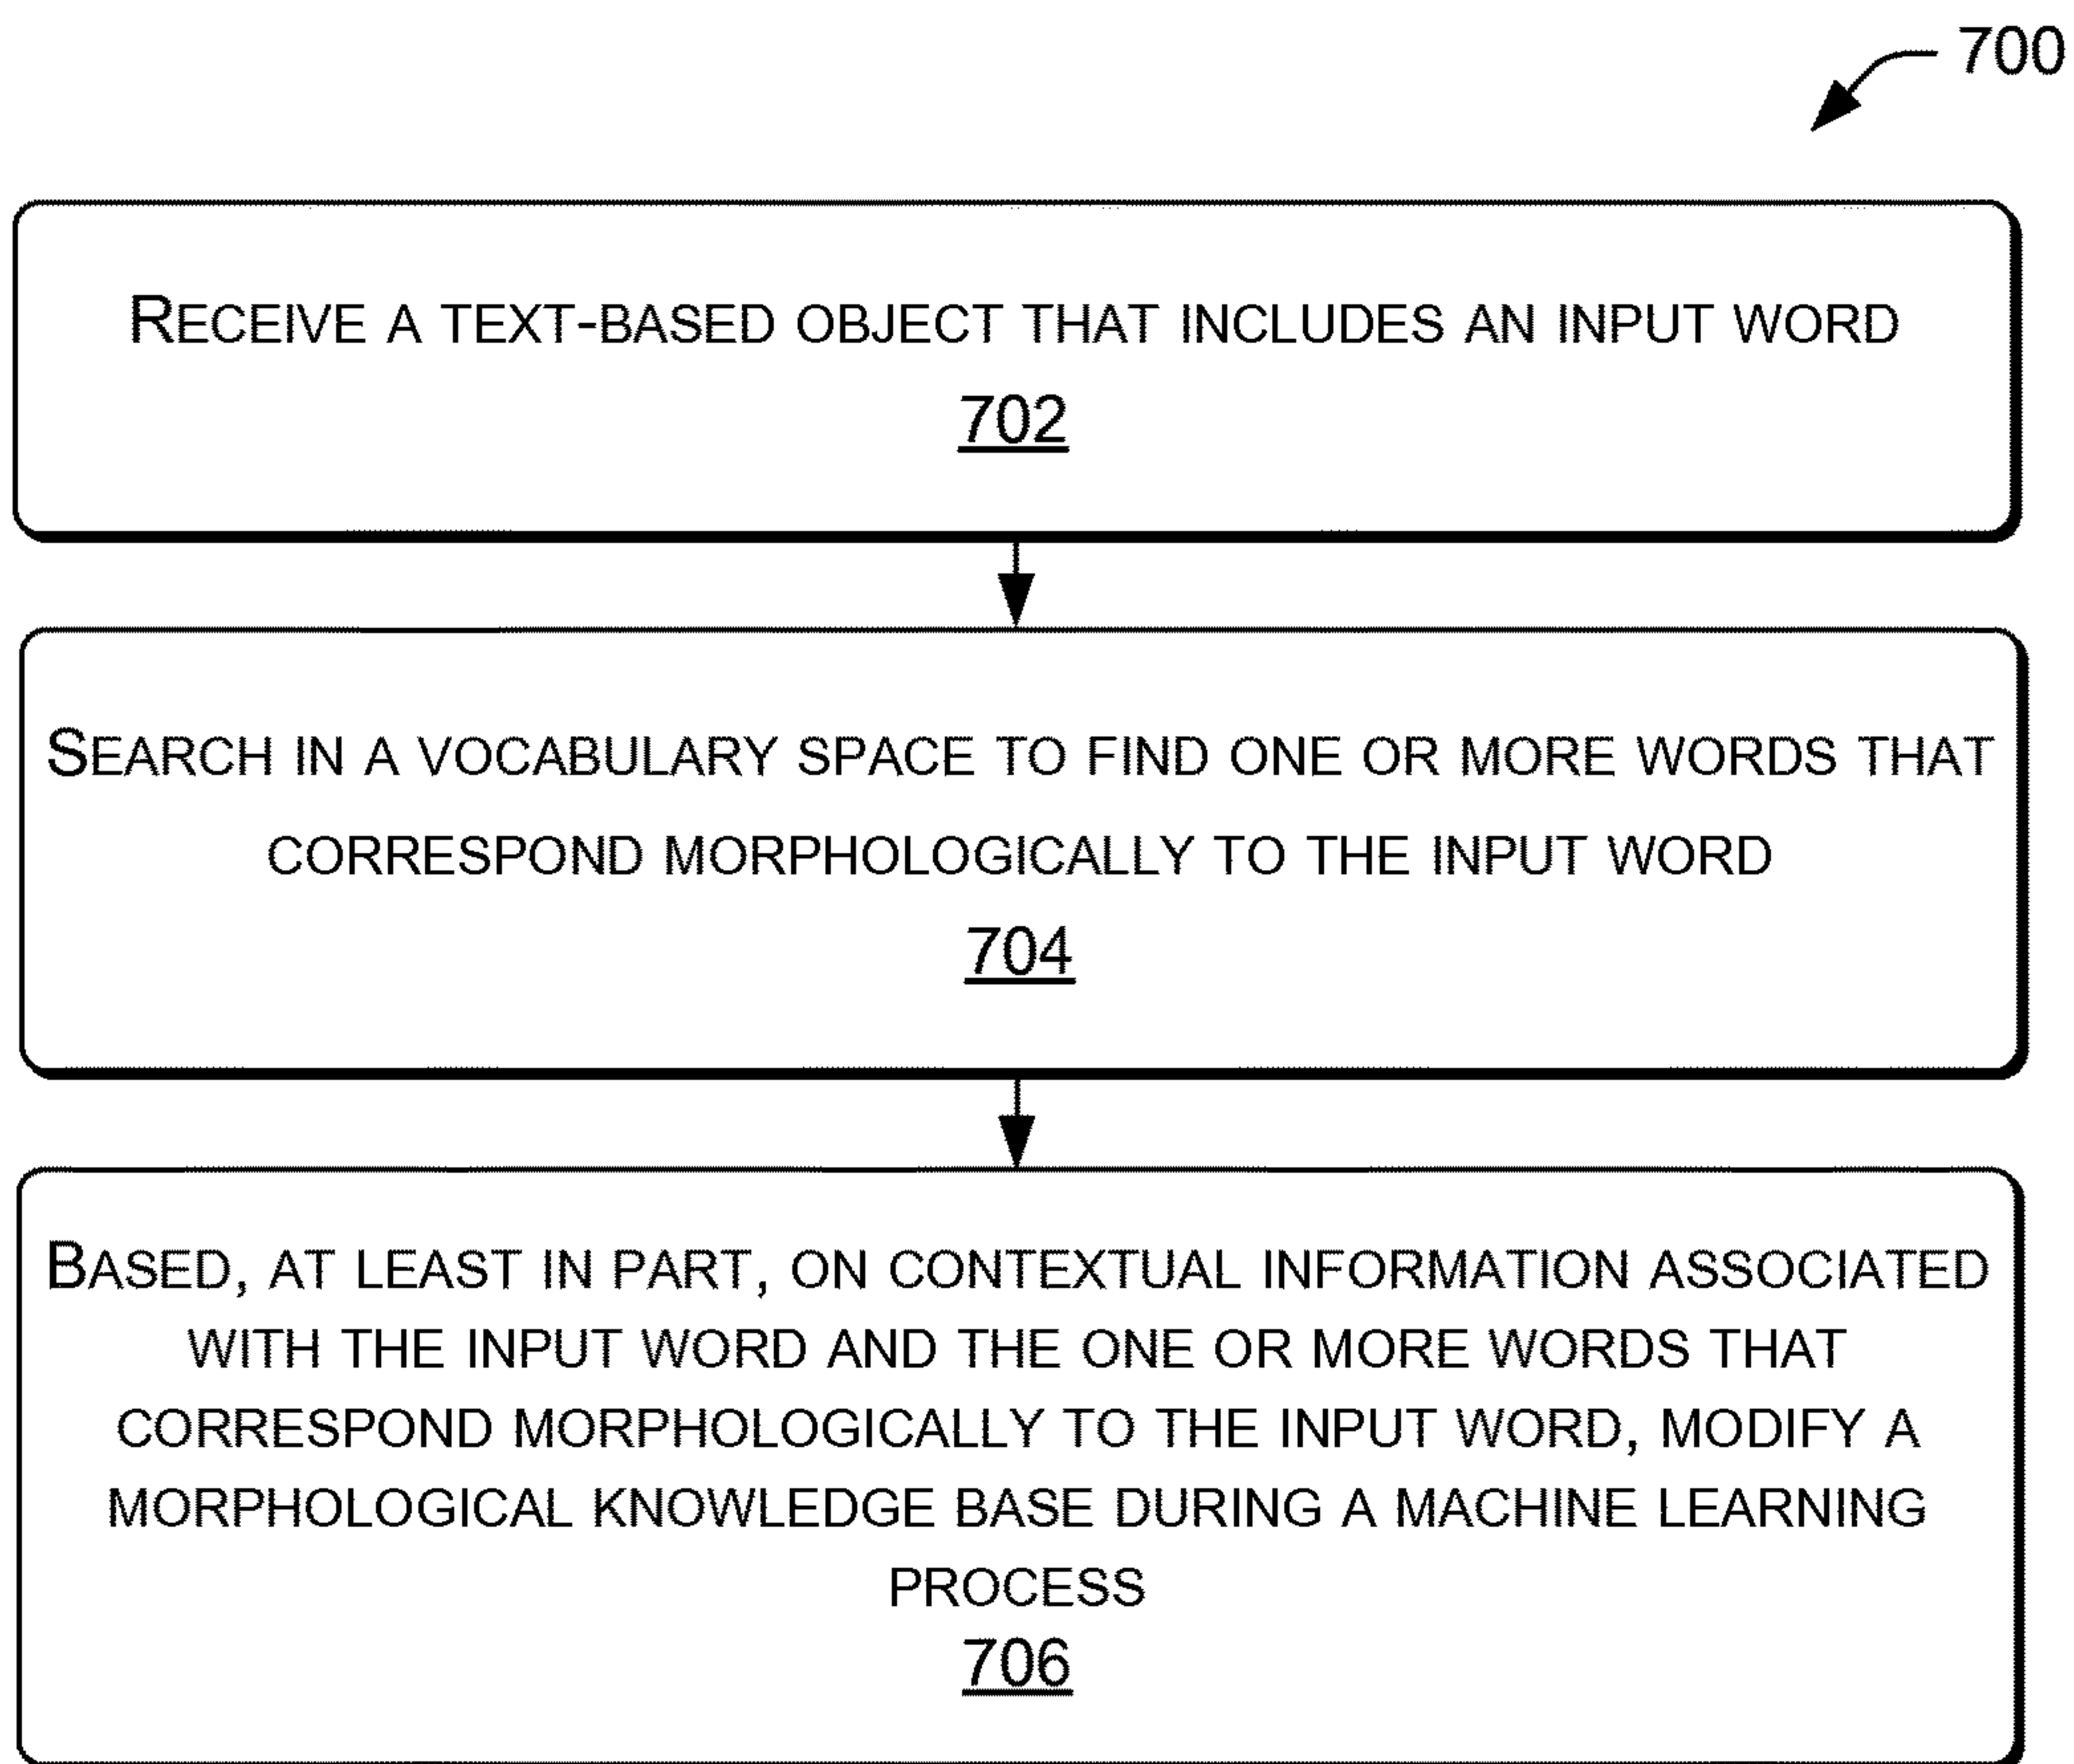 700
RECEIVE A TEXT-BASED OBJECT THAT INCLUDES AN INPUT WORD
702
SEARCH IN A VOCABULARY SPACE TO FIND ONE OR MORE WORDS THAT
CORRESPOND MORPHOLOGICALLY TO THE INPUT WORD
704
BASED, AT LEAST IN PART, ON CONTEXTUAL INFORMATION ASSOCIATED
WITH THE INPUT WORD AND THE ONE OR MORE WORDS THAT
CORRESPOND MORPHOLOGICALLY TO THE INPUT WORD, MODIFY A
MORPHOLOGICAL KNOWLEDGE BASE DURING A MACHINE LEARNING
PROCESS
706